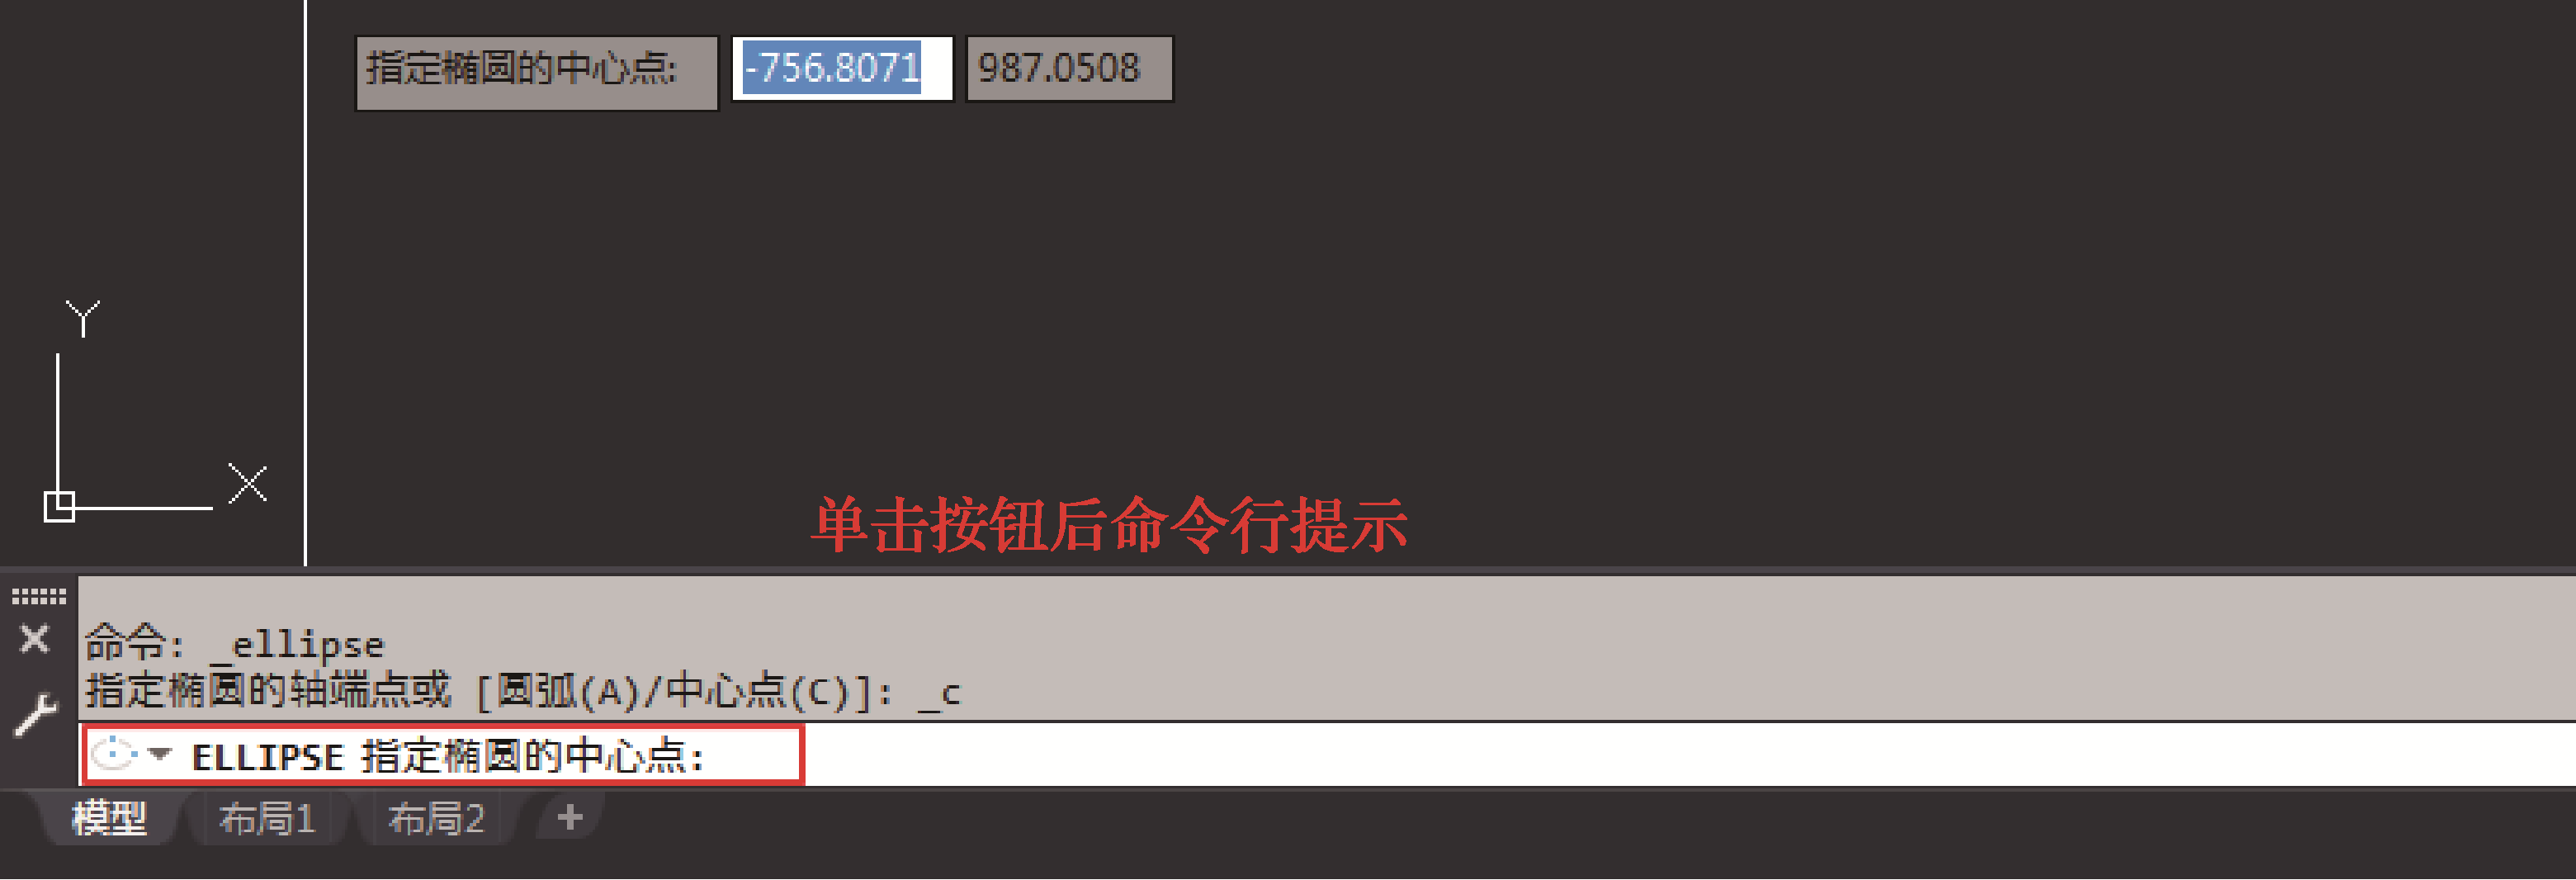 指定椭圆的中心点: -756.8071 987.0508
Y
X
单击按钮后命令行提示
命令: _ellipse
指定椭圆的轴端点或 [圆弧(A)/中心点(C)]: _c
ELLIPSE 指定椭圆的中心点:
模型 布局1 布局2 +